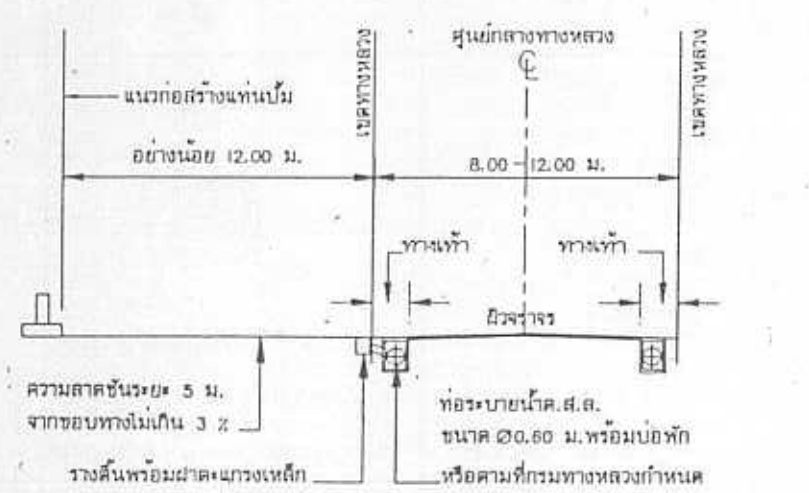 ศูนย์กลางทางหลวง
℄
เขตทางหลวง
เขตทางหลวง
แนวก่อสร้างแท่นปั๊ม
อย่างน้อย 12.00 ม.
8.00 - 12.00 ม.
ทางเท้า
ทางเท้า
ผิวจราจร
ความลาดชันระยะ 5 ม.
จากขอบทางไม่เกิน 3 %
ท่อระบายน้ำค.ส.ล.
ขนาด Ø0.60 ม.พร้อมบ่อพัก
หรือตามที่กรมทางหลวงกำหนด
รางตื้นพร้อมฝาตะแกรงเหล็ก